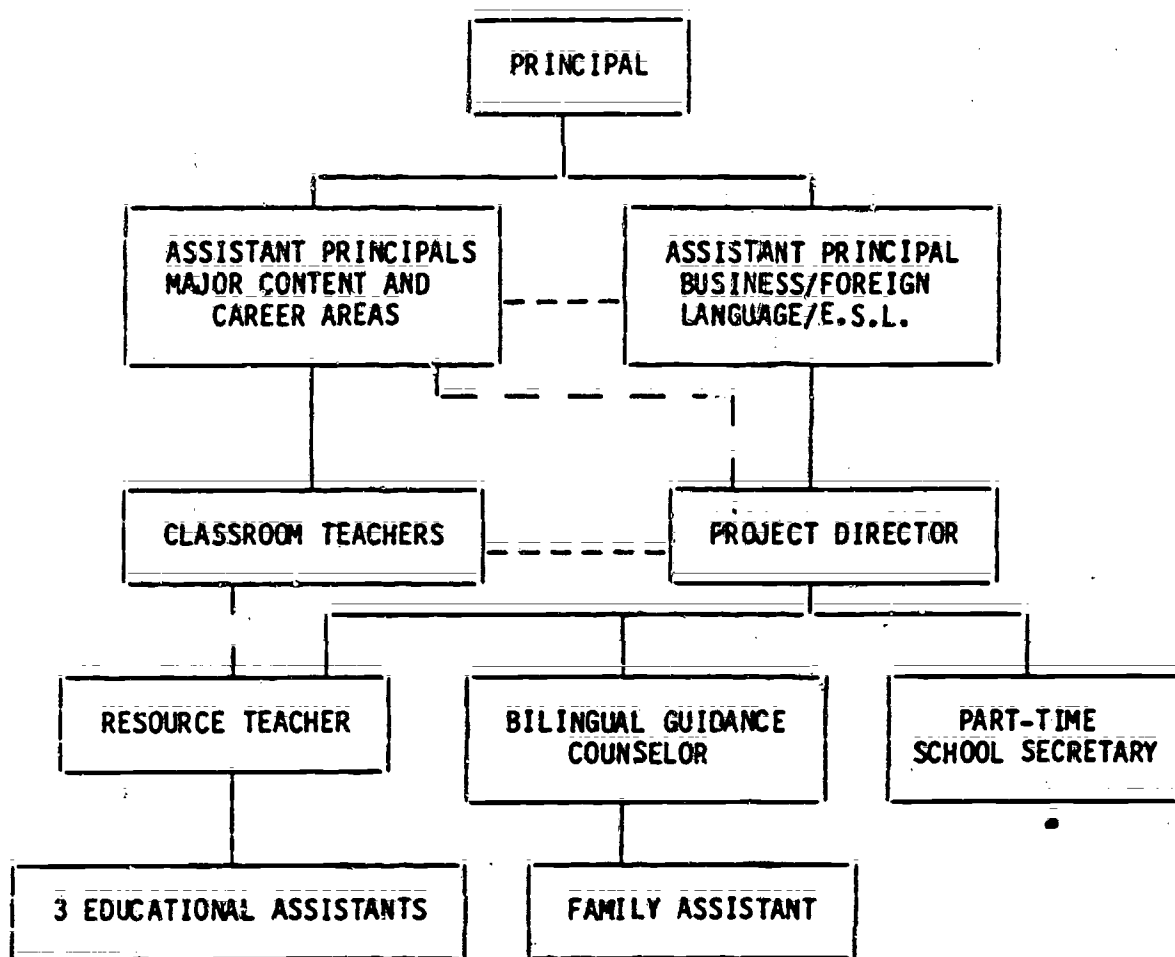 PRINCIPAL
ASSISTANT PRINCIPALS
MAJOR CONTENT AND
CAREER AREAS
ASSISTANT PRINCIPAL
BUSINESS/FOREIGN
LANGUAGE/E.S.L.
CLASSROOM TEACHERS
PROJECT DIRECTOR
RESOURCE TEACHER
BILINGUAL GUIDANCE
COUNSELOR
PART-TIME
SCHOOL SECRETARY
3 EDUCATIONAL ASSISTANTS
FAMILY ASSISTANT